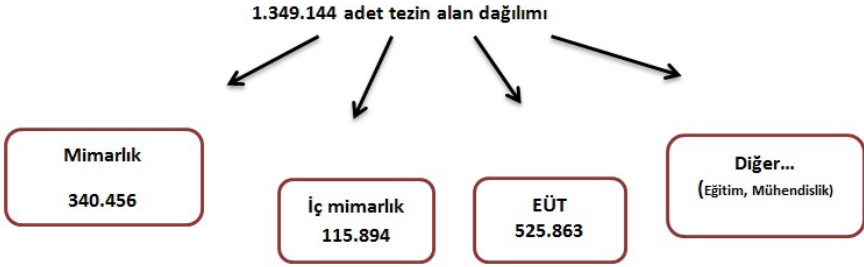 1.349.144 adet tezin alan dağılımı
Mimarlık
340.456
İç mimarlık
115.894
EÜT
525.863
Diğer...
(Eğitim, Mühendislik)